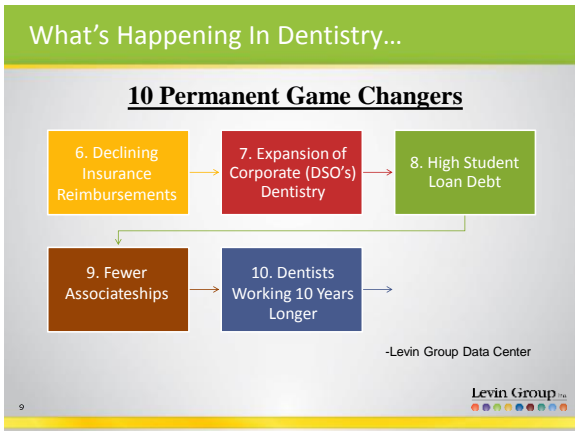 What's Happening In Dentistry…
10 Permanent Game Changers
6. Declining
Insurance
Reimbursements
7. Expansion of
Corporate (DSO's)
Dentistry
8. High Student
Loan Debt
9. Fewer
Associateships
10. Dentists
Working 10 Years
Longer
-Levin Group Data Center
Levin Group
9